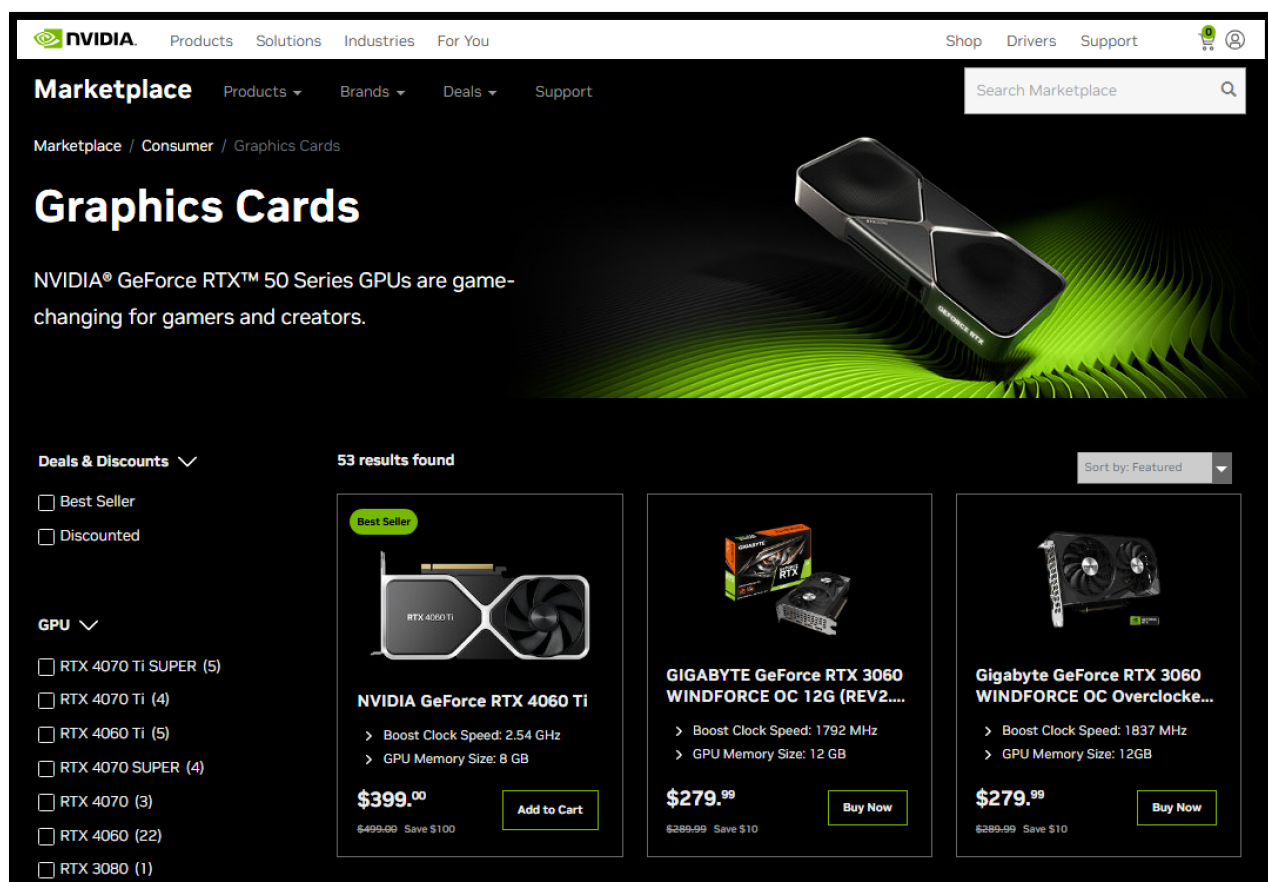 NVIDIA.
Products
Solutions
Industries
For You
Shop
Drivers
Support
0
Marketplace
Products
Brands
Deals
Support
Search Marketplace
Marketplace / Consumer / Graphics Cards
Graphics Cards
NVIDIA® GeForce RTX™ 50 Series GPUs are game-
changing for gamers and creators.
GEFORCE RTX
Deals & Discounts
Best Seller
Discounted
GPU
RTX 4070 Ti SUPER (5)
RTX 4070 Ti (4)
RTX 4060 Ti (5)
RTX 4070 SUPER (4)
RTX 4070 (3)
RTX 4060 (22)
RTX 3080 (1)
53 results found
Sort by: Featured
Best Seller
RTX 4060 Ti
NVIDIA GeForce RTX 4060 Ti
Boost Clock Speed: 2.54 GHz
GPU Memory Size: 8 GB
$399.00
Add to Cart
$499.00 Save $100
GIGABYTE
RTX
GIGABYTE GeForce RTX 3060
WINDFORCE OC 12G (REV2....
Boost Clock Speed: 1792 MHz
GPU Memory Size: 12 GB
$279.99
Buy Now
$289.99 Save $10
Gigabyte GeForce RTX 3060
WINDFORCE OC Overclocke...
Boost Clock Speed: 1837 MHz
GPU Memory Size: 12GB
$279.99
Buy Now
$289.99 Save $10